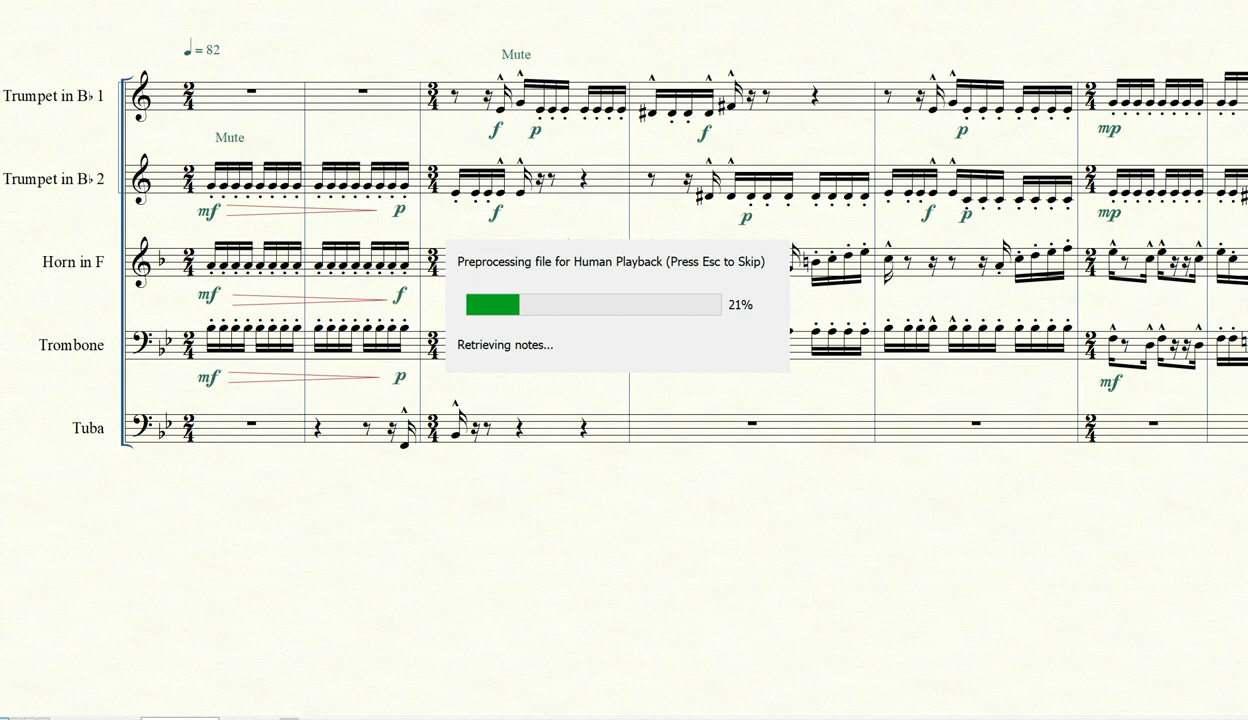 ♩ = 82
Mute
Trumpet in B♭ 1
f p f p mp
Mute
Trumpet in B♭ 2
mf p f p f p mp
Preprocessing file for Human Playback (Press Esc to Skip)
Horn in F
mf f
21%
Trombone
Retrieving notes...
mf p mf
Tuba